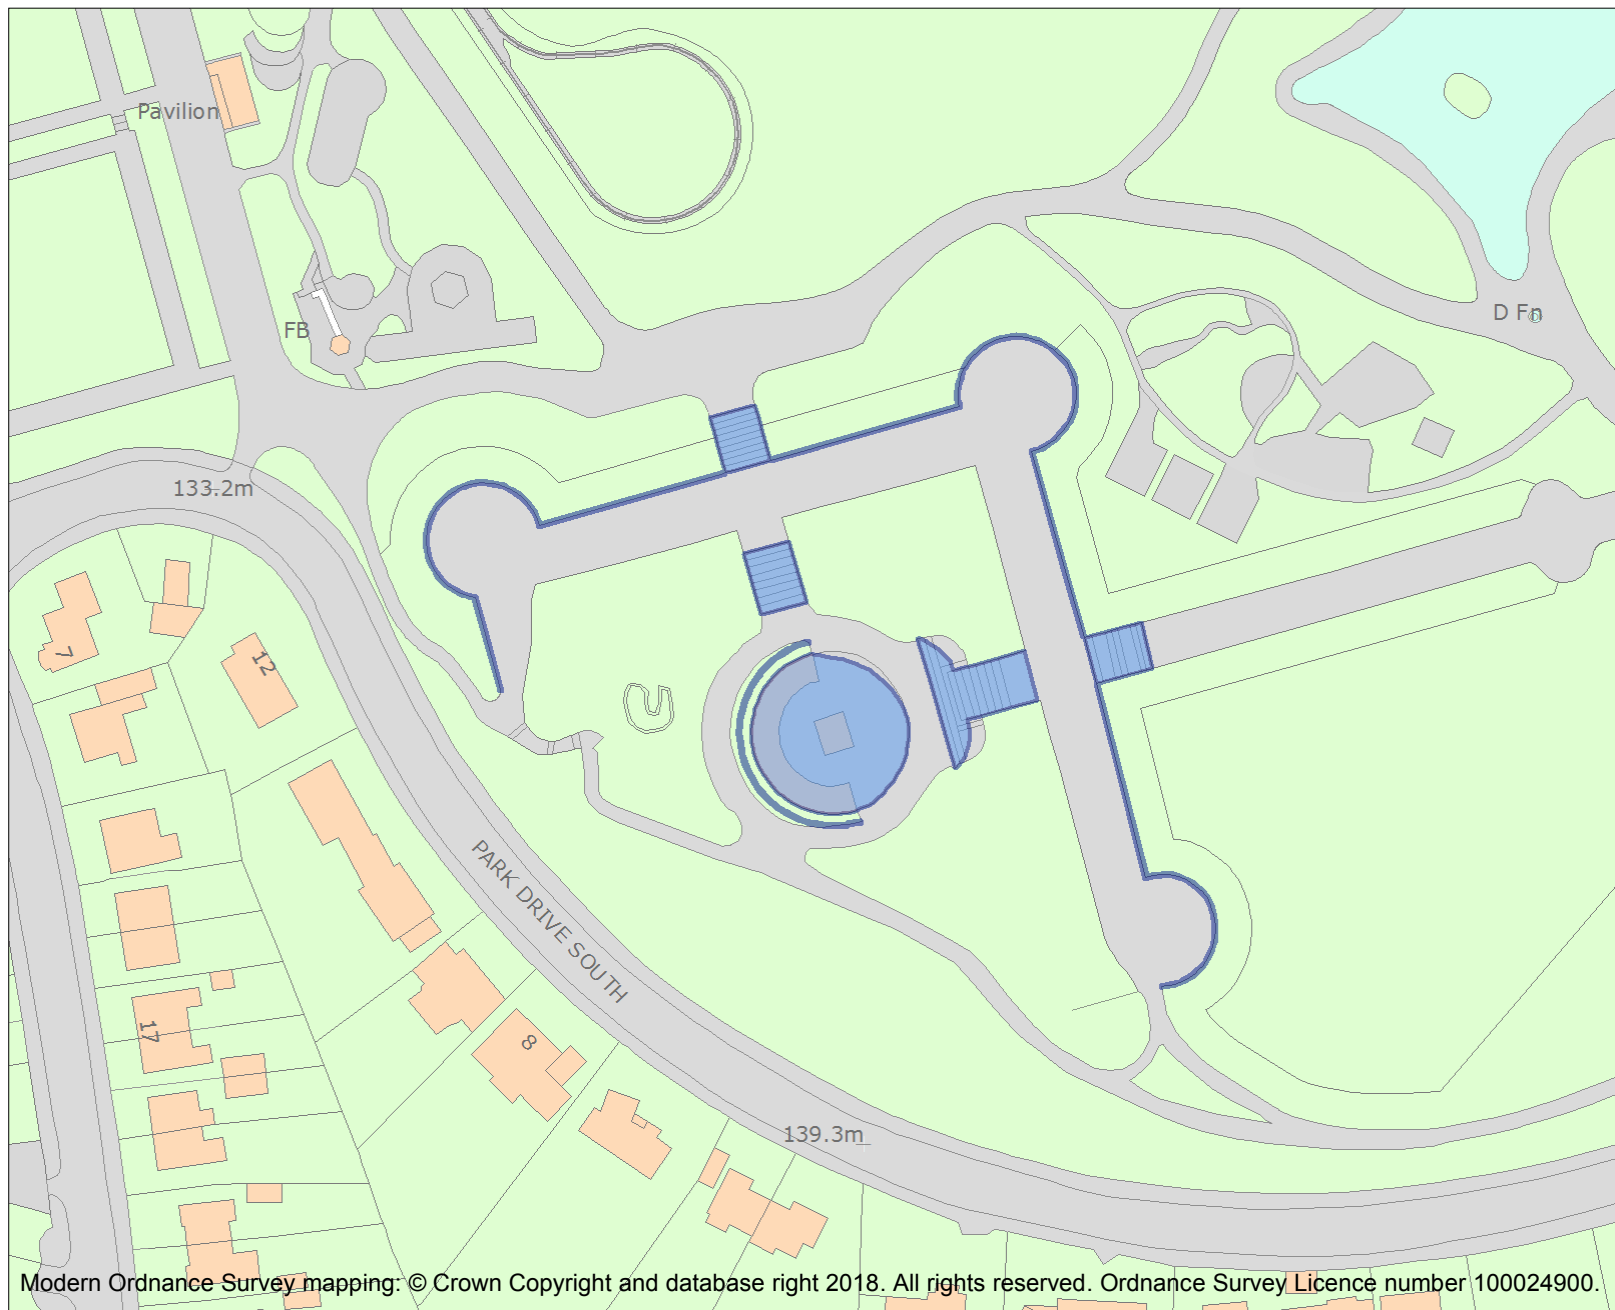 Pavilion
FB
D Fn
133.2m
7
12
PARK DRIVE SOUTH
17
8
139.3m
Modern Ordnance Survey mapping: © Crown Copyright and database right 2018. All rights reserved. Ordnance Survey Licence number 100024900.